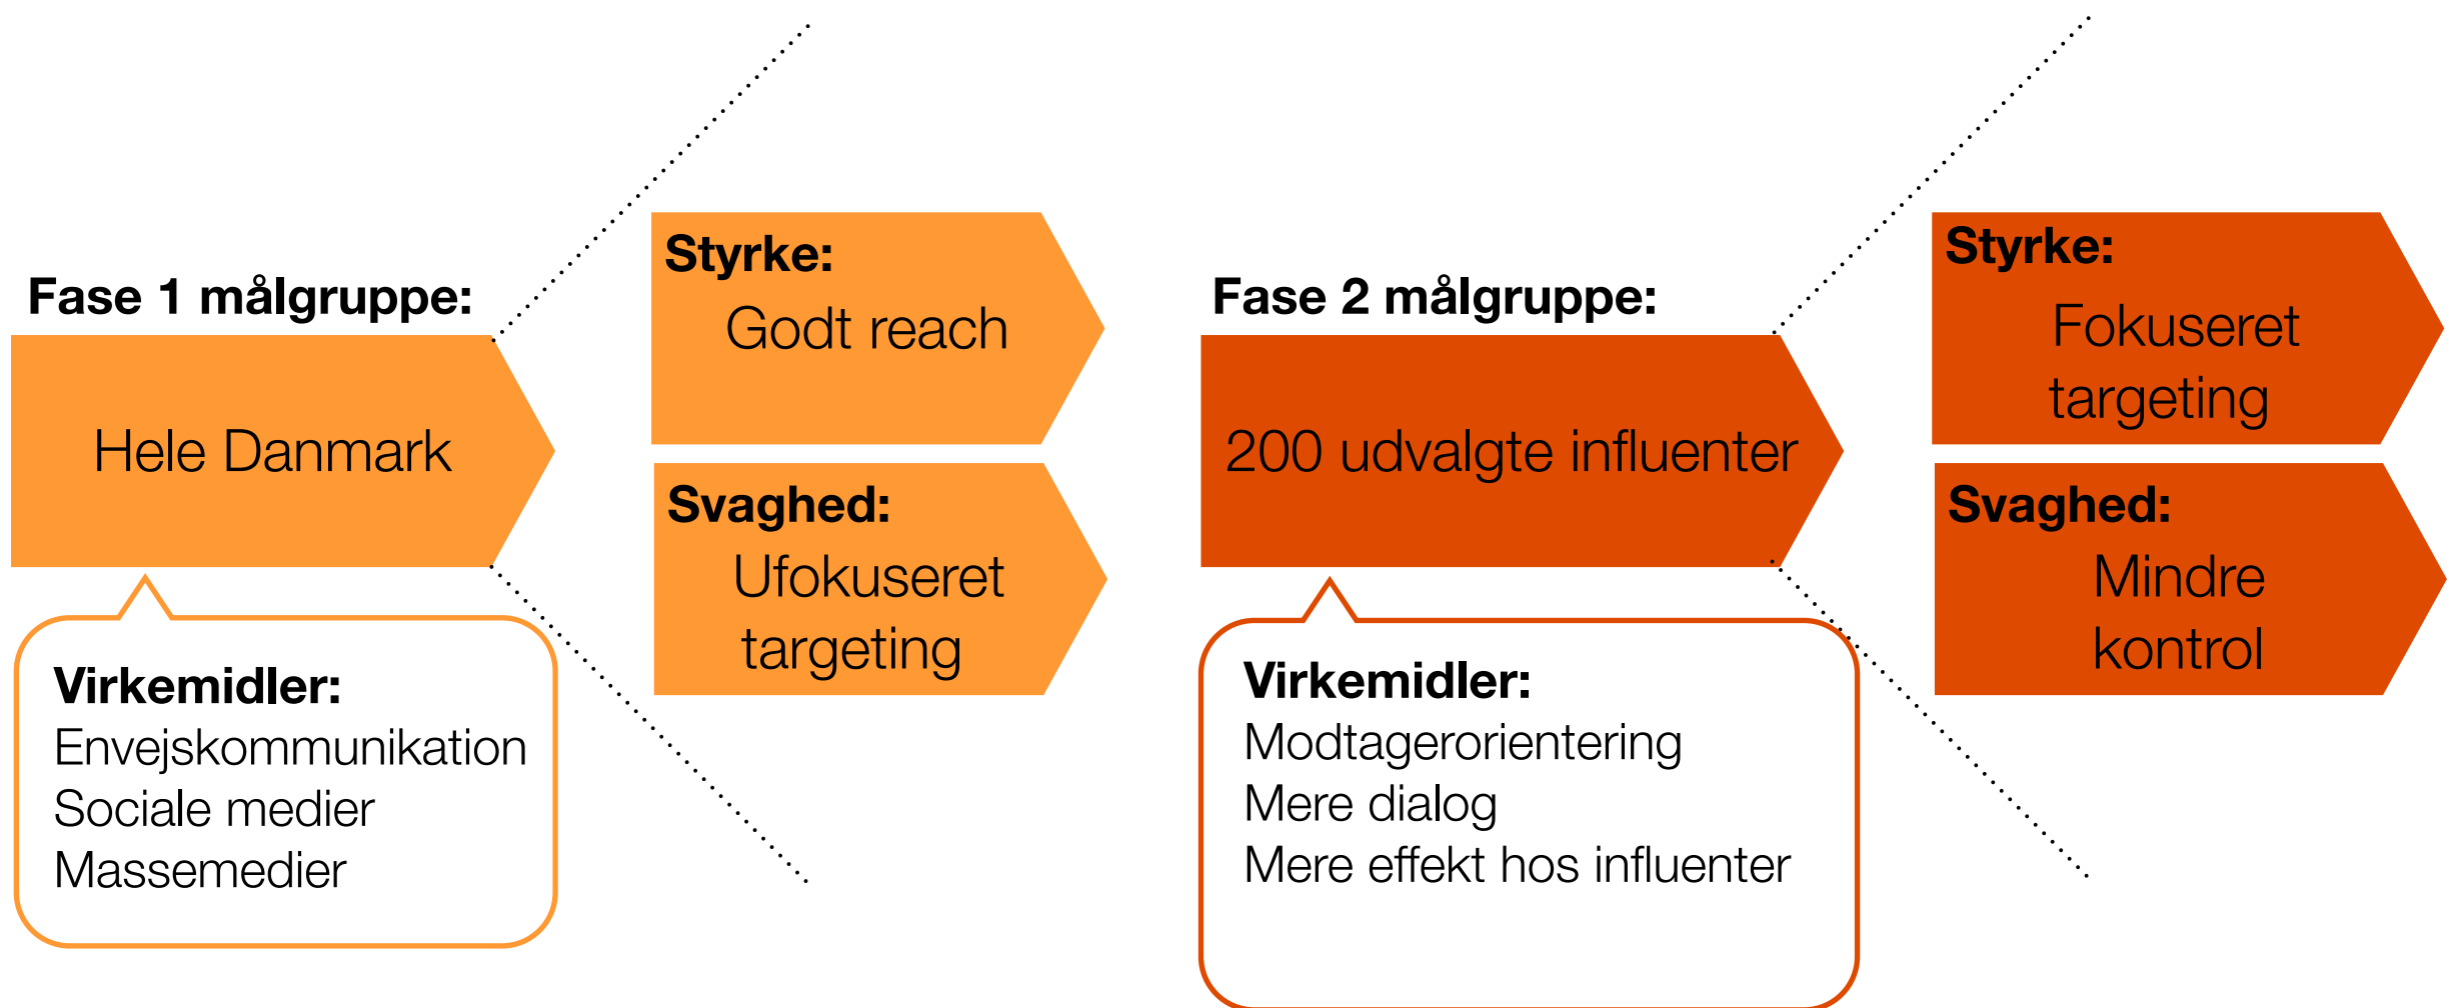 Fase 1 målgruppe:
Hele Danmark
Virkemidler:
Envejskommunikation
Sociale medier
Massemedier
Styrke:
Godt reach
Svaghed:
Ufokuseret
targeting
Fase 2 målgruppe:
200 udvalgte influenter
Virkemidler:
Modtagerorientering
Mere dialog
Mere effekt hos influenter
Styrke:
Fokuseret
targeting
Svaghed:
Mindre
kontrol